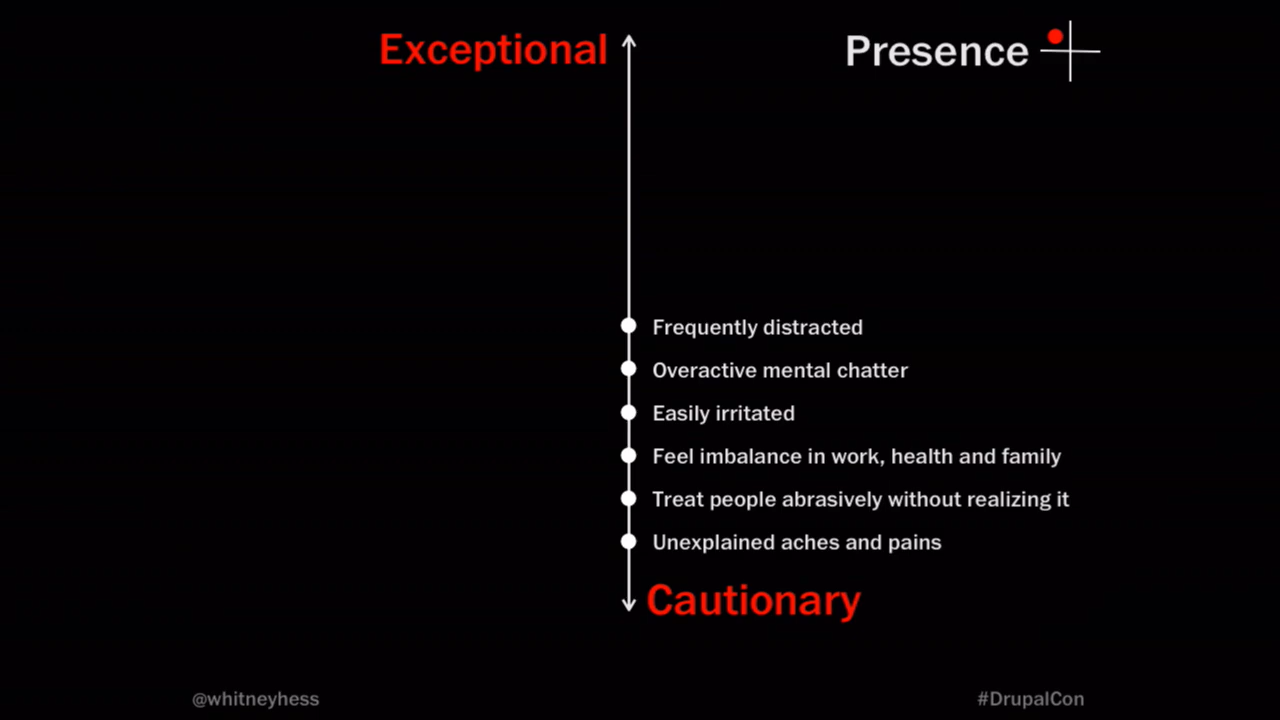 Exceptional
Presence
Frequently distracted
Overactive mental chatter
Easily irritated
Feel imbalance in work, health and family
Treat people abrasively without realizing it
Unexplained aches and pains
Cautionary
@whitneyhess
#DrupalCon